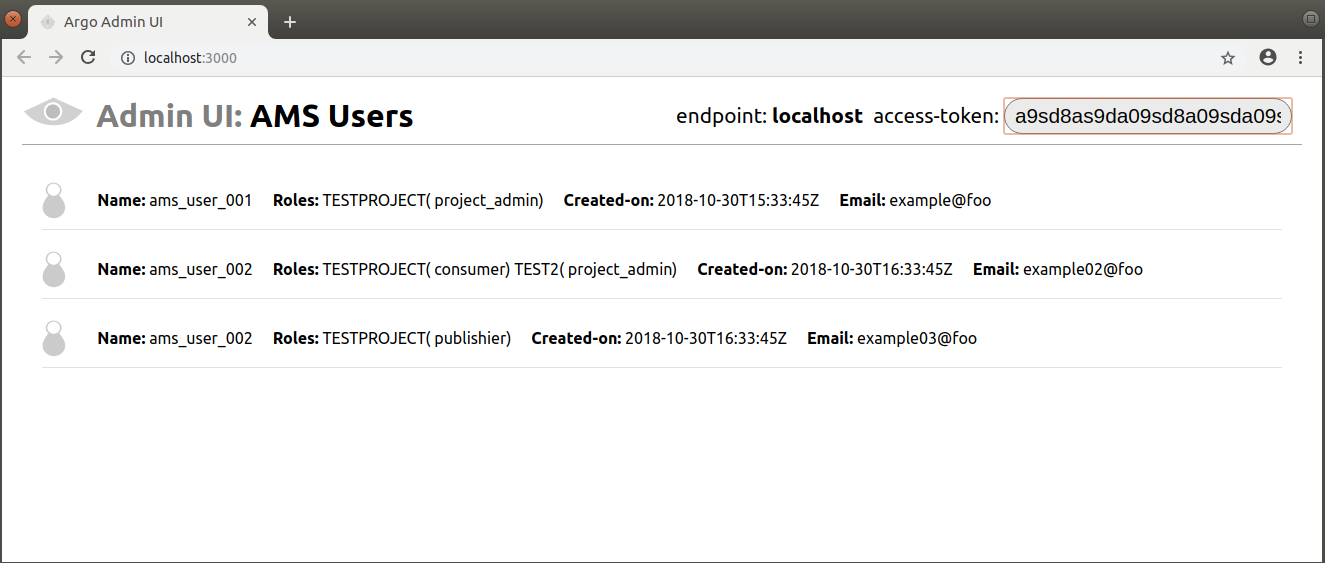 Argo Admin UI
localhost:3000
Admin UI: AMS Users endpoint: localhost access-token: a9sd8as9da09sd8a09sda09s
Name: ams_user_001 Roles: TESTPROJECT( project_admin) Created-on: 2018-10-30T15:33:45Z Email: example@foo
Name: ams_user_002 Roles: TESTPROJECT( consumer) TEST2( project_admin) Created-on: 2018-10-30T16:33:45Z Email: example02@foo
Name: ams_user_002 Roles: TESTPROJECT( publishier) Created-on: 2018-10-30T16:33:45Z Email: example03@foo